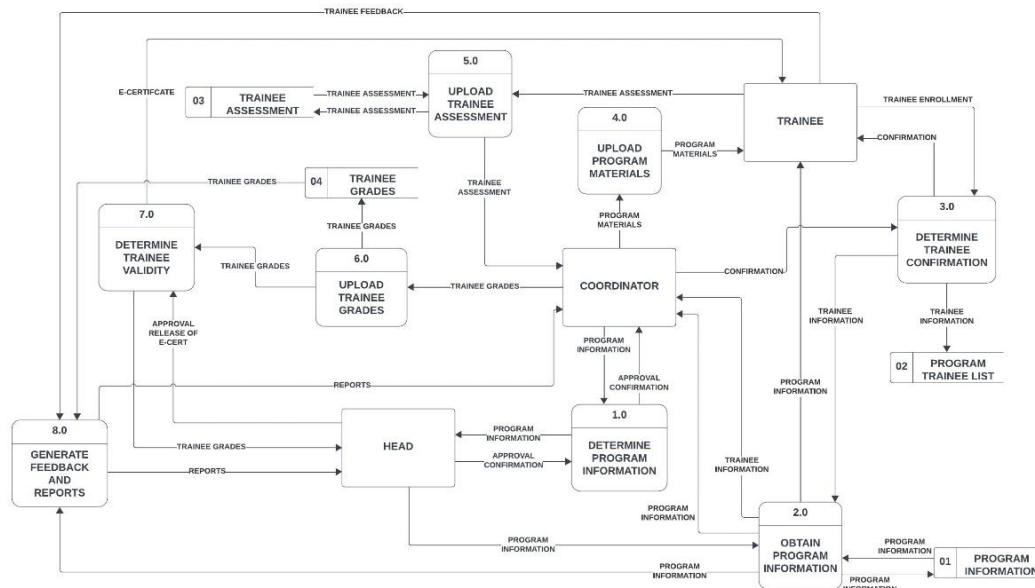 TRAINEE FEEDBACK
5.0
UPLOAD
TRAINEE
ASSESSMENT
E-CERTIFCATE
03
TRAINEE
ASSESSMENT
TRAINEE ASSESSMENT
TRAINEE ASSESSMENT
TRAINEE ASSESSMENT
TRAINEE
TRAINEE ENROLLMENT
CONFIRMATION
4.0
UPLOAD
PROGRAM
MATERIALS
PROGRAM
MATERIALS
TRAINEE
ASSESSMENT
PROGRAM
MATERIALS
04
TRAINEE
GRADES
TRAINEE GRADES
TRAINEE GRADES
7.0
DETERMINE
TRAINEE
VALIDITY
TRAINEE GRADES
6.0
UPLOAD
TRAINEE
GRADES
TRAINEE GRADES
COORDINATOR
CONFIRMATION
3.0
DETERMINE
TRAINEE
CONFIRMATION
TRAINEE
INFORMATION
TRAINEE
INFORMATION
02
PROGRAM
TRAINEE LIST
APPROVAL
RELEASE OF
E-CERT
PROGRAM
INFORMATION
APPROVAL
CONFIRMATION
REPORTS
PROGRAM
INFORMATION
8.0
GENERATE
FEEDBACK
AND
REPORTS
TRAINEE GRADES
REPORTS
HEAD
PROGRAM
INFORMATION
APPROVAL
CONFIRMATION
1.0
DETERMINE
PROGRAM
INFORMATION
TRAINEE
INFORMATION
PROGRAM
INFORMATION
PROGRAM
INFORMATION
2.0
OBTAIN
PROGRAM
INFORMATION
PROGRAM
INFORMATION
01
PROGRAM
INFORMATION
PROGRAM
INFORMATION
PROGRAM
INFORMATION